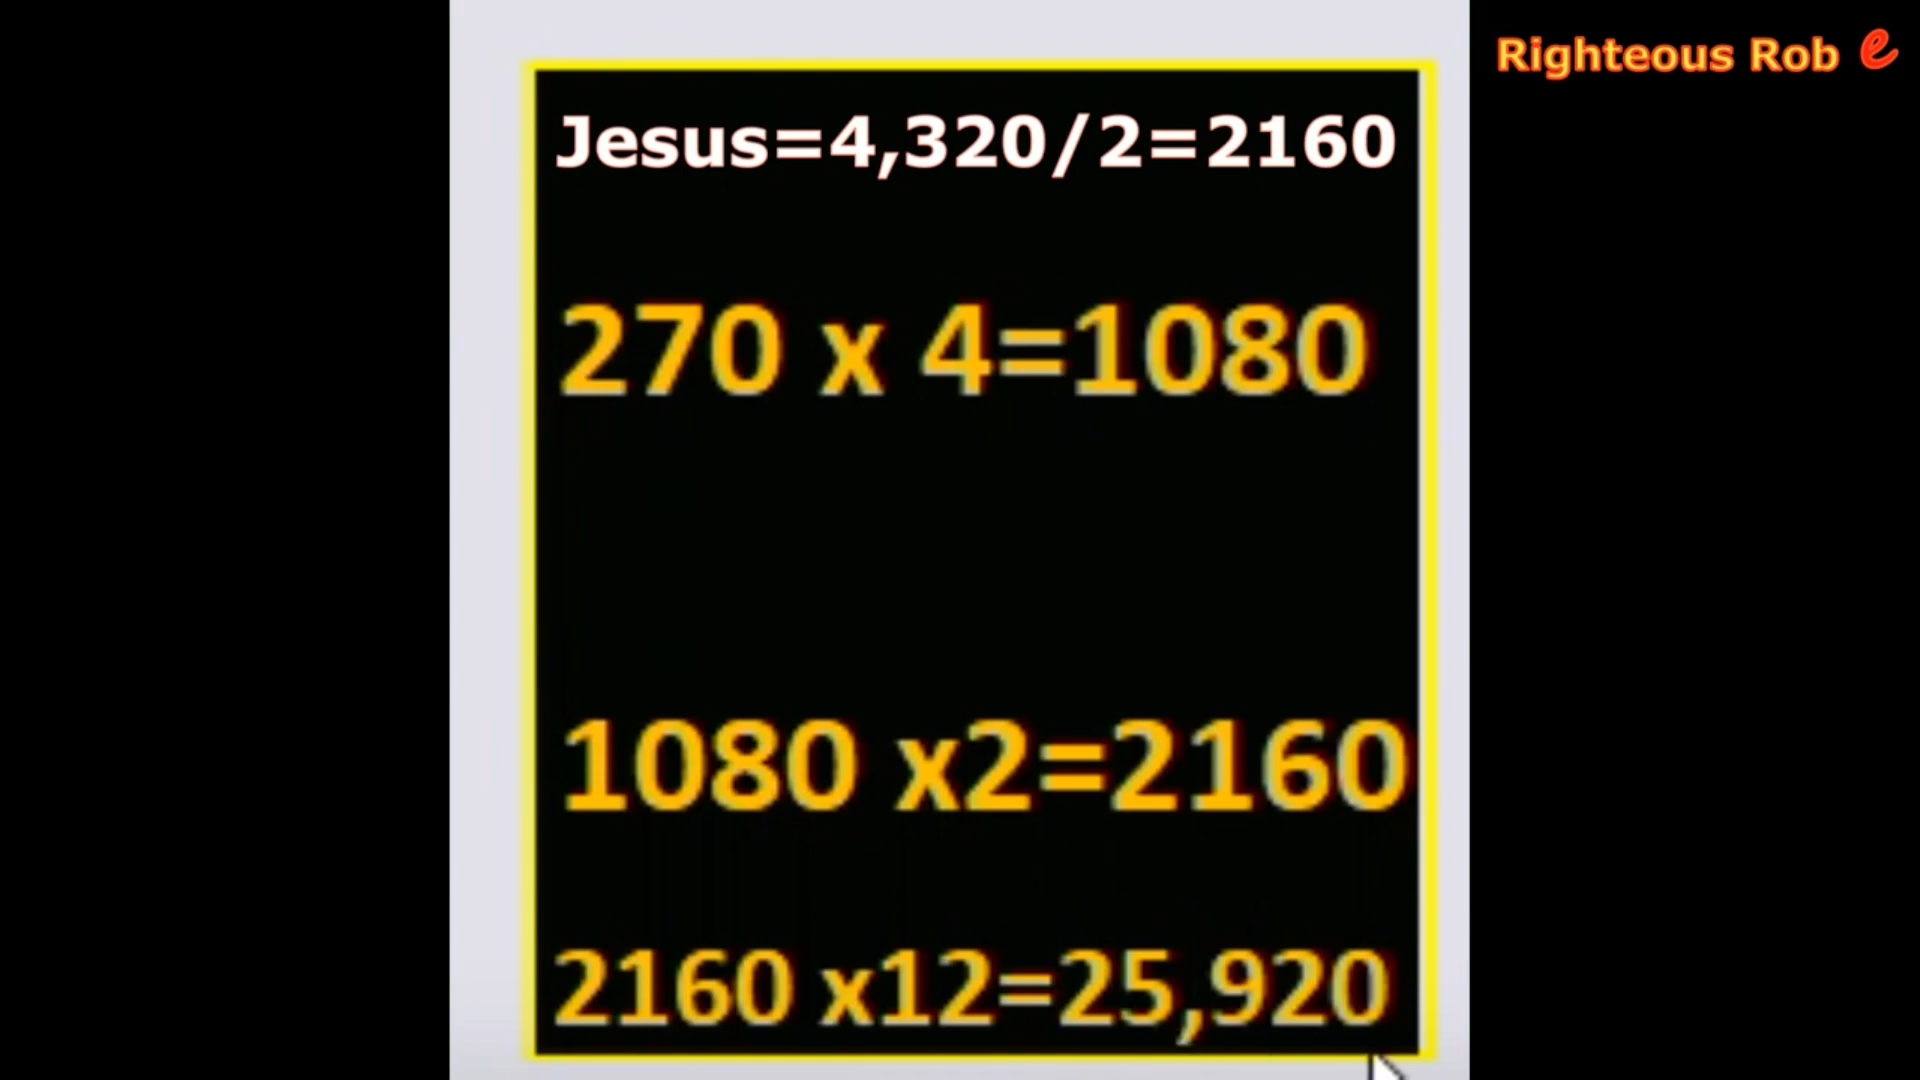 Righteous Rob e
Jesus=4,320/2=2160
270 x 4=1080
1080 x2=2160
2160 x12=25,920